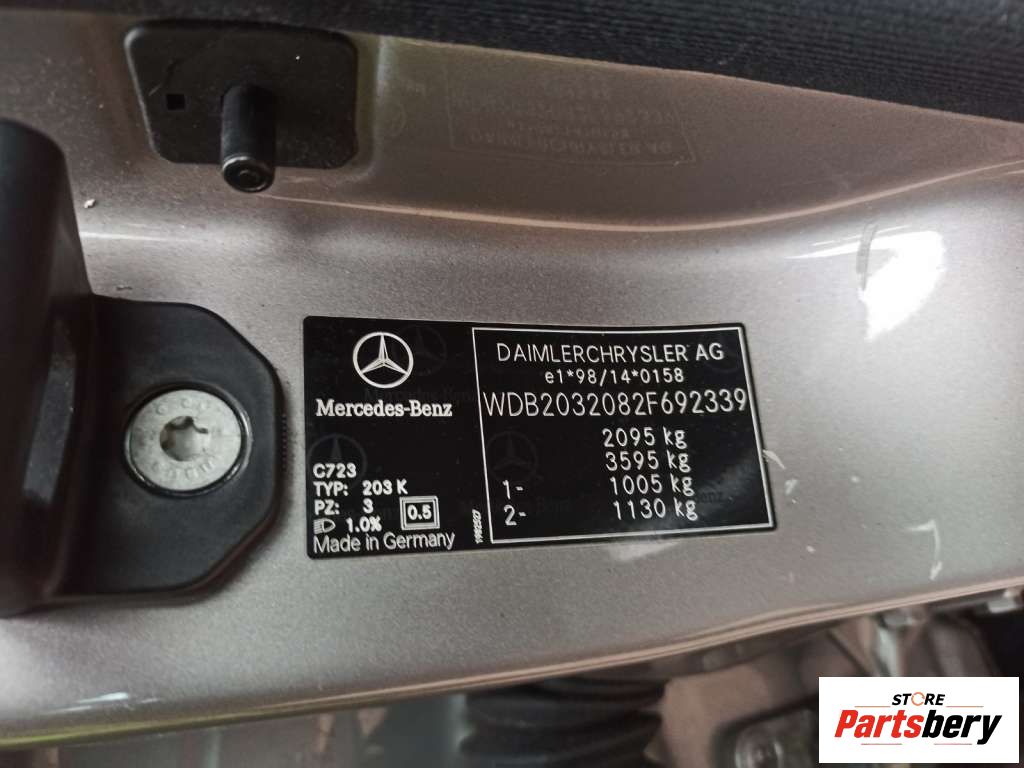 Mercedes-Benz
C723
TYP: 203 K
PZ: 3
1.0%
0.5
Made in Germany
DAIMLERCHRYSLER AG
e1*98/14*0158
WDB2032082F692339
2095 kg
3595 kg
1- 1005 kg
2- 1130 kg
STORE
Partsbery